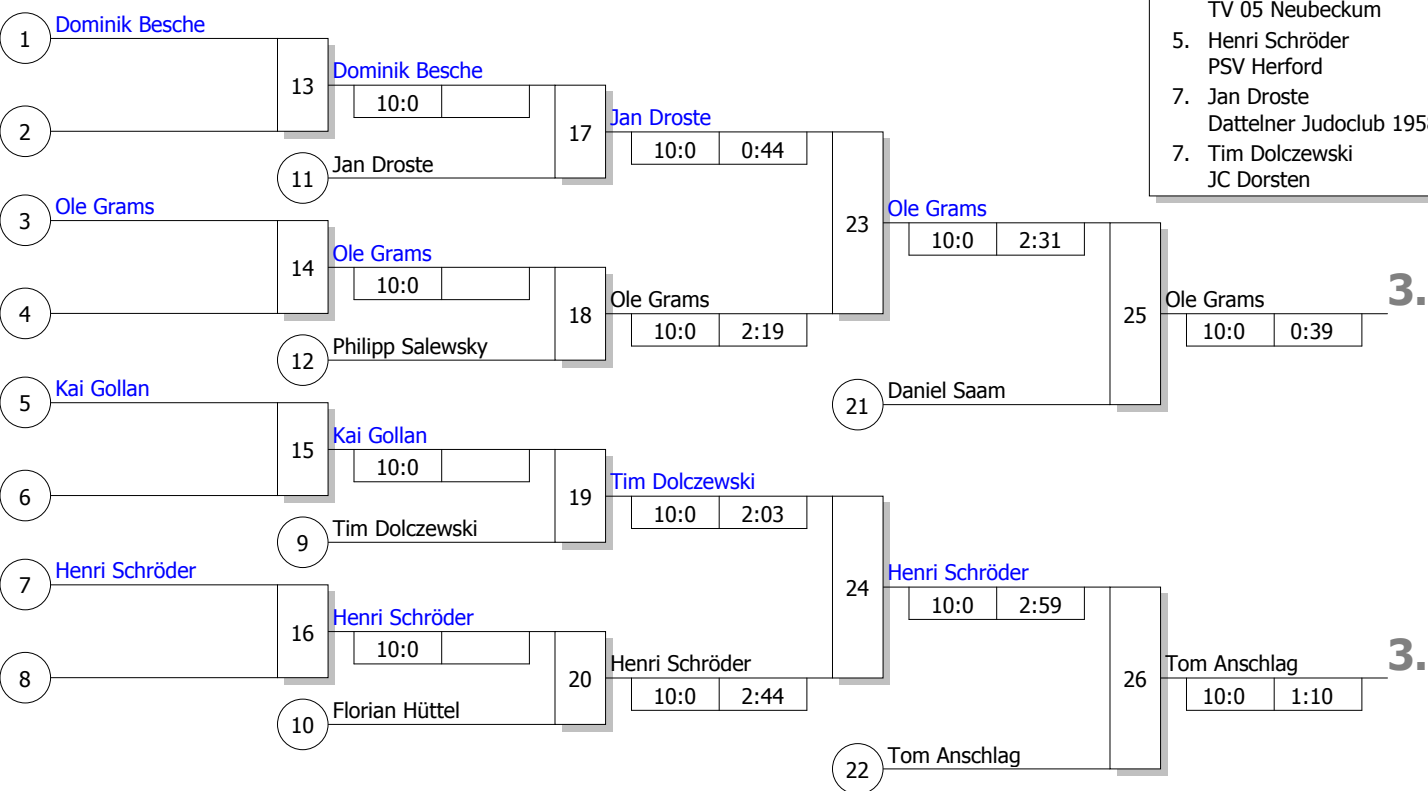 TV 05 Neubeckum
5. Henri Schröder
PSV Herford
7. Jan Droste
Dattelner Judoclub
7. Tim Dolczewski
JC Dorsten
1 Dominik Besche
2
13
Dominik Besche
10:0
11 Jan Droste
17
Jan Droste
10:0 0:44
3 Ole Grams
4
14
Ole Grams
10:0
12 Philipp Salewsky
18
Ole Grams
10:0 2:19
23
Ole Grams
10:0 2:31
21 Daniel Saam
25
Ole Grams
10:0 0:39
3.
5 Kai Gollan
6
15
Kai Gollan
10:0
9 Tim Dolczewski
19
Tim Dolczewski
10:0 2:03
7 Henri Schröder
8
16
Henri Schröder
10:0
10 Florian Hüttel
20
Henri Schröder
10:0 2:44
24
Henri Schröder
10:0 2:59
22 Tom Anschlag
26
Tom Anschlag
10:0 1:10
3.